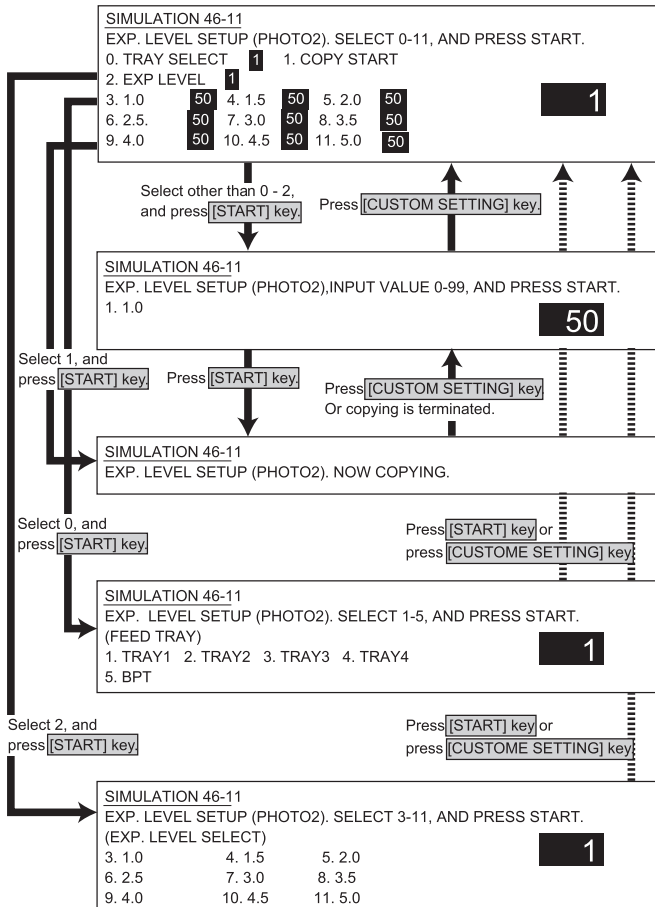 SIMULATION 46-11
EXP. LEVEL SETUP (PHOTO2). SELECT 0-11, AND PRESS START.
0. TRAY SELECT 1 1. COPY START
2. EXP LEVEL 1
3. 1.0 50 4. 1.5 50 5. 2.0 50
6. 2.5. 50 7. 3.0 50 8. 3.5 50
9. 4.0 50 10. 4.5 50 11. 5.0 50
1
Select other than 0 - 2,
and press [START] key.
Press [CUSTOM SETTING] key.
SIMULATION 46-11
EXP. LEVEL SETUP (PHOTO2),INPUT VALUE 0-99, AND PRESS START.
1. 1.0
50
Select 1, and
press [START] key.
Press [START] key.
Press [CUSTOM SETTING] key
Or copying is terminated.
SIMULATION 46-11
EXP. LEVEL SETUP (PHOTO2). NOW COPYING.
Select 0, and
press [START] key.
Press [START] key or
press [CUSTOME SETTING] key
SIMULATION 46-11
EXP. LEVEL SETUP (PHOTO2). SELECT 1-5, AND PRESS START.
(FEED TRAY)
1. TRAY1 2. TRAY2 3. TRAY3 4. TRAY4
5. BPT
1
Select 2, and
press [START] key.
Press [START] key or
press [CUSTOME SETTING] key
SIMULATION 46-11
EXP. LEVEL SETUP (PHOTO2). SELECT 3-11, AND PRESS START.
(EXP. LEVEL SELECT)
3. 1.0 4. 1.5 5. 2.0
6. 2.5 7. 3.0 8. 3.5
9. 4.0 10. 4.5 11. 5.0
1